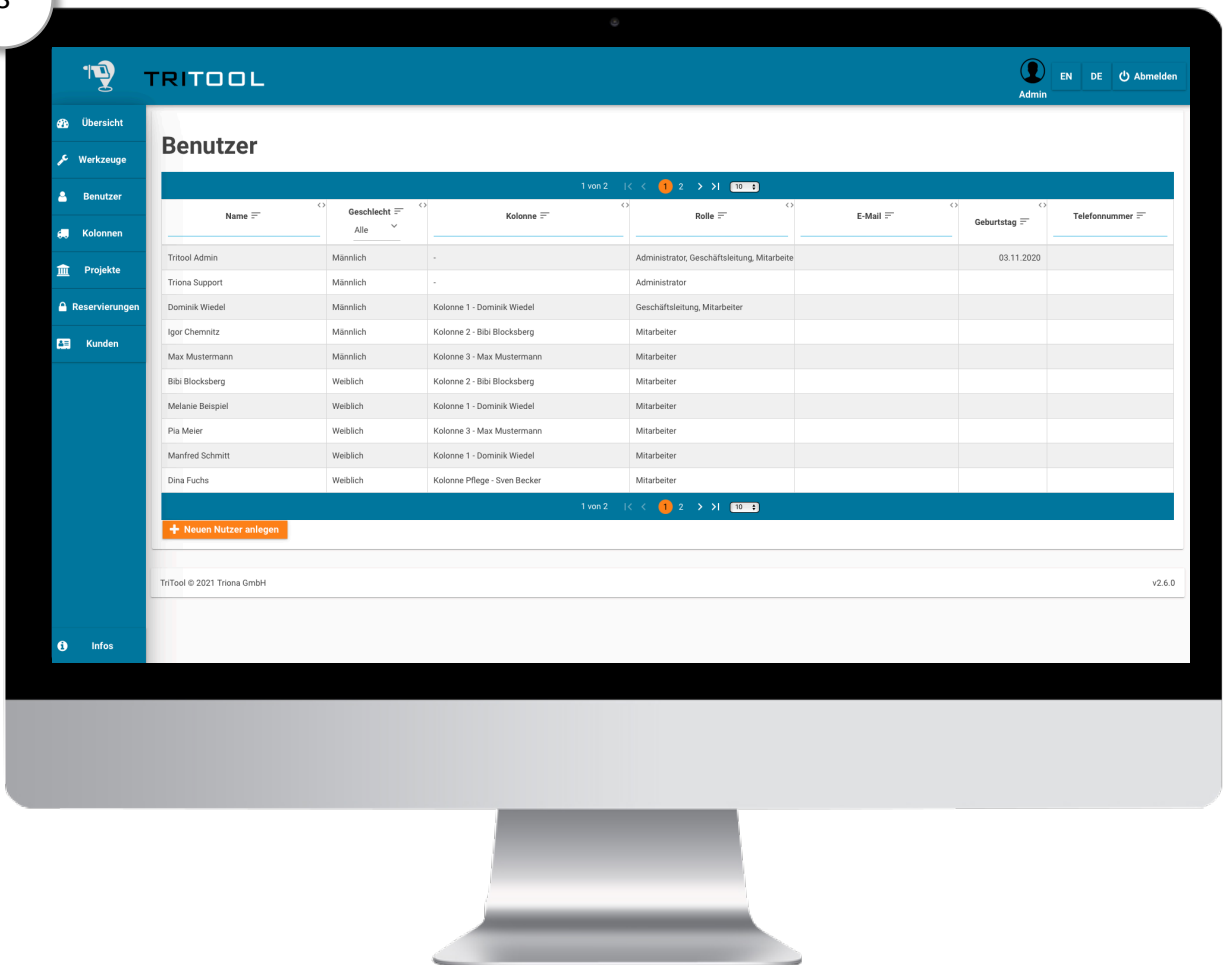 TRITOOL
Admin
EN DE Abmelden
Übersicht
Werkzeuge
Benutzer
Kolonnen
Projekte
Reservierungen
Kunden
Infos
Benutzer
1 von 2 1 2 10
Name Geschlecht Kolonne Rolle E-Mail Geburtstag Telefonnummer
Alle
Tritool Admin Männlich - Administrator, Geschäftsleitung, Mitarbeite 03.11.2020
Triona Support Männlich - Administrator
Dominik Wiedel Männlich Kolonne 1 - Dominik Wiedel Geschäftsleitung, Mitarbeiter
Igor Chemnitz Männlich Kolonne 2 - Bibi Blocksberg Mitarbeiter
Max Mustermann Männlich Kolonne 3 - Max Mustermann Mitarbeiter
Bibi Blocksberg Weiblich Kolonne 2 - Bibi Blocksberg Mitarbeiter
Melanie Beispiel Weiblich Kolonne 1 - Dominik Wiedel Mitarbeiter
Pia Meier Weiblich Kolonne 3 - Max Mustermann Mitarbeiter
Manfred Schmitt Weiblich Kolonne 1 - Dominik Wiedel Mitarbeiter
Dina Fuchs Weiblich Kolonne Pflege - Sven Becker Mitarbeiter
1 von 2 1 2 10
Neuen Nutzer anlegen
TriTool © 2021 Triona GmbH v2.6.0